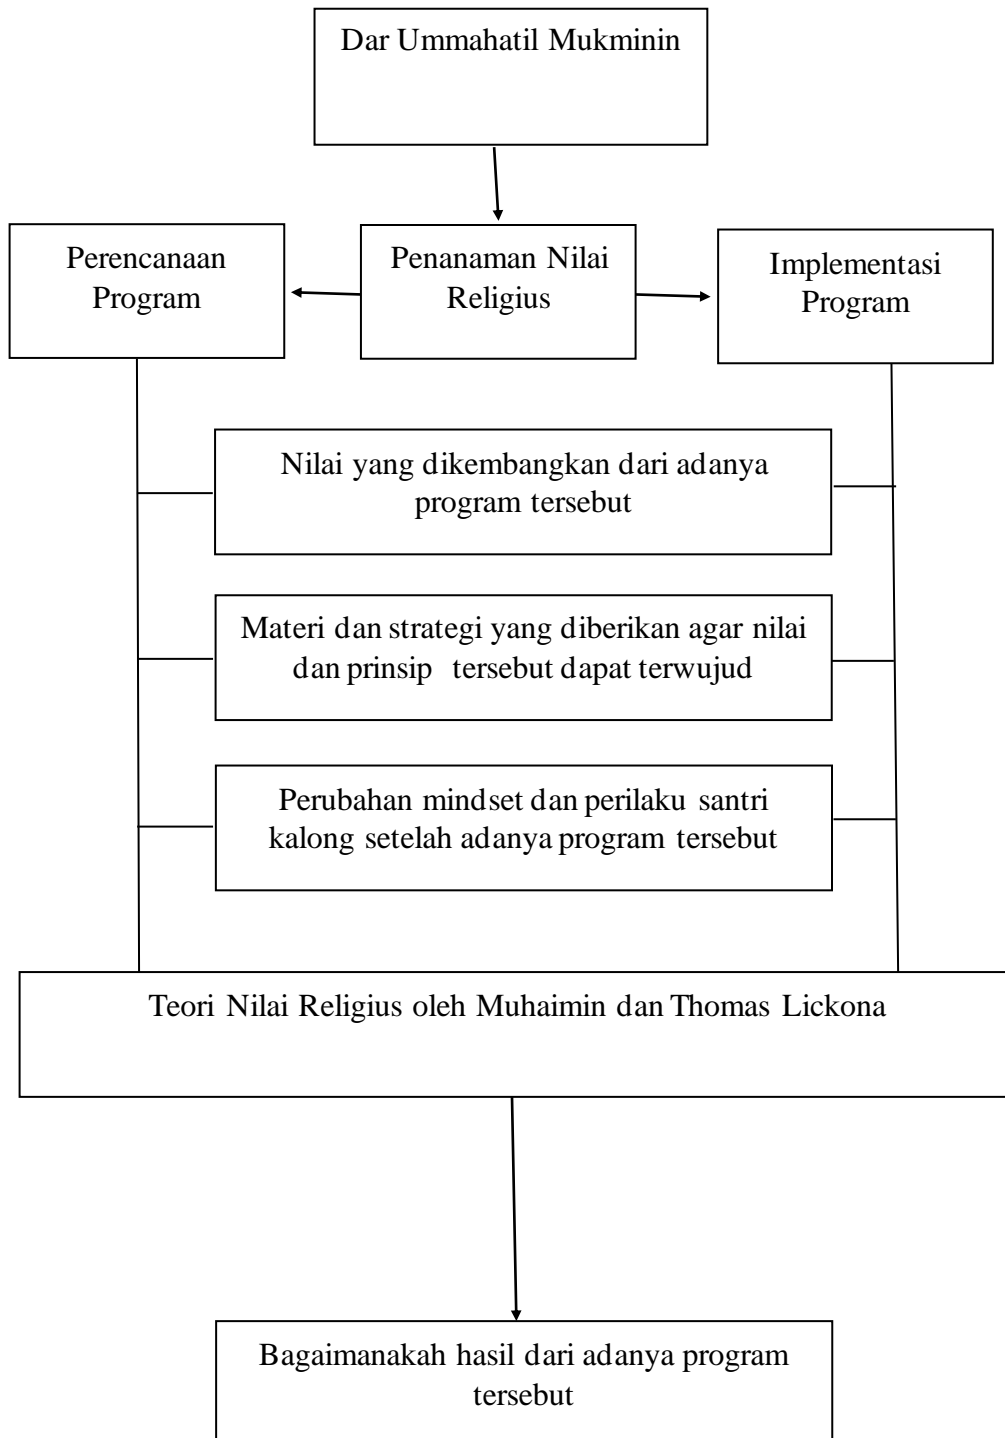 Dar Ummahatil Mukminin
Perencanaan
Program
Penanaman Nilai
Religius
Implementasi
Program
Nilai yang dikembangkan dari adanya
program tersebut
Materi dan strategi yang diberikan agar nilai
dan prinsip tersebut dapat terwujud
Perubahan mindset dan perilaku santri
kalong setelah adanya program tersebut
Teori Nilai Religius oleh Muhaimin dan Thomas Lickona
Bagaimanakah hasil dari adanya program
tersebut